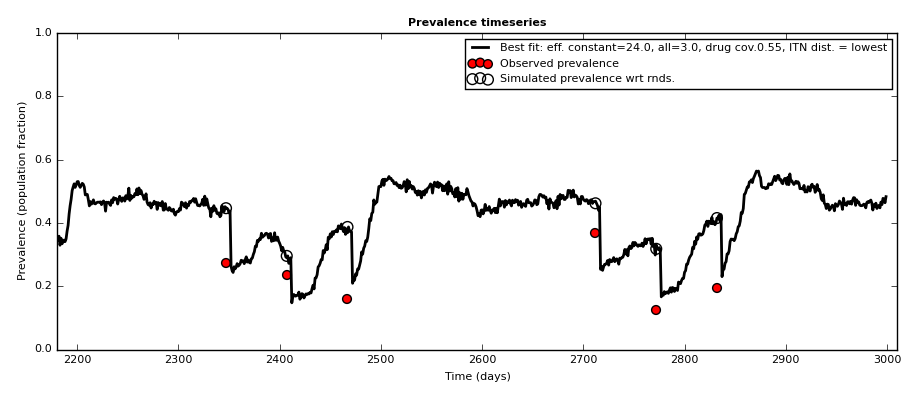 Prevalence timeseries
Best fit: eff. constant=24.0, all=3.0, drug cov.0.55, ITN dist. = lowest
Observed prevalence
Simulated prevalence wrt rnds.
Prevalence (population fraction)
1.0
0.8
0.6
0.4
0.2
0.0
2200 2300 2400 2500 2600 2700 2800 2900 3000
Time (days)